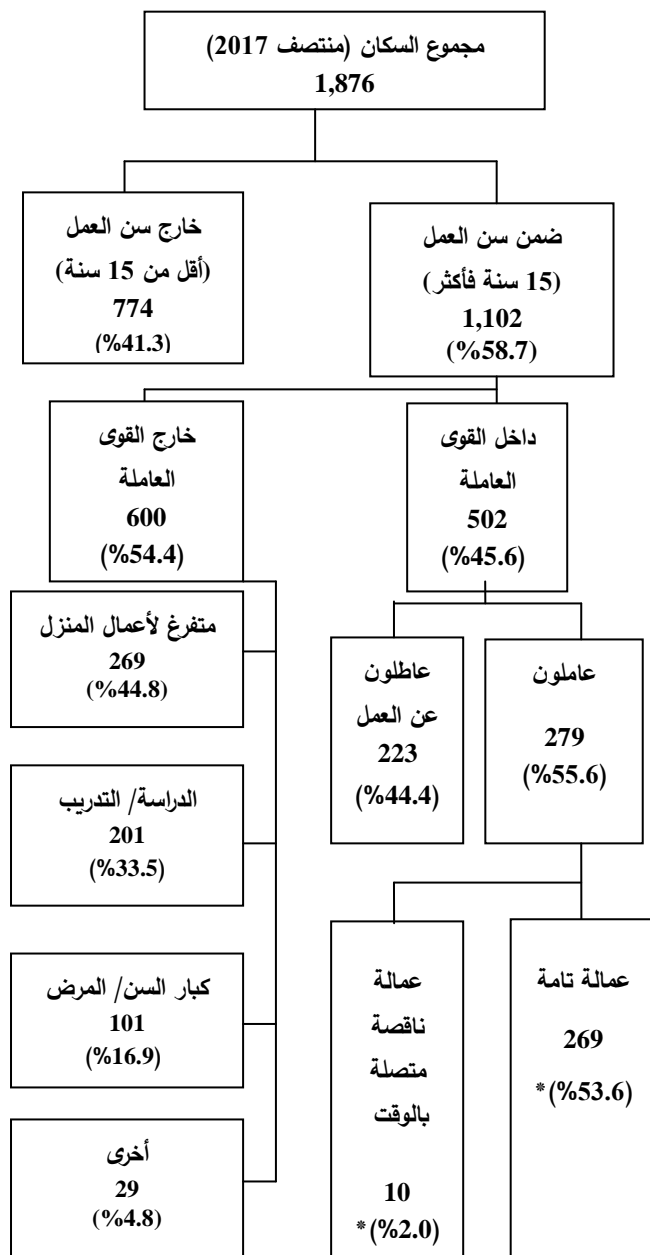 مجموع السكان (منتصف 2017)
1,876
ضمن سن العمل
(15 سنة فأكثر)
1,102
(%58.7)
خارج سن العمل
(أقل من 15 سنة)
774
(%41.3)
داخل القوى
العاملة
502
(%45.6)
خارج القوى
العاملة
600
(%54.4)
عاملون
279
(%55.6)
عاطلون
عن العمل
223
(%44.4)
متفرغ لأعمال المنزل
269
(%44.8)
الدراسة/ التدريب
201
(%33.5)
كبار السن/ المرض
101
(%16.9)
أخرى
29
(%4.8)
عمالة تامة
269
(%53.6)*
عمالة
ناقصة
متصلة
بالوقت
10
(%2.0)*